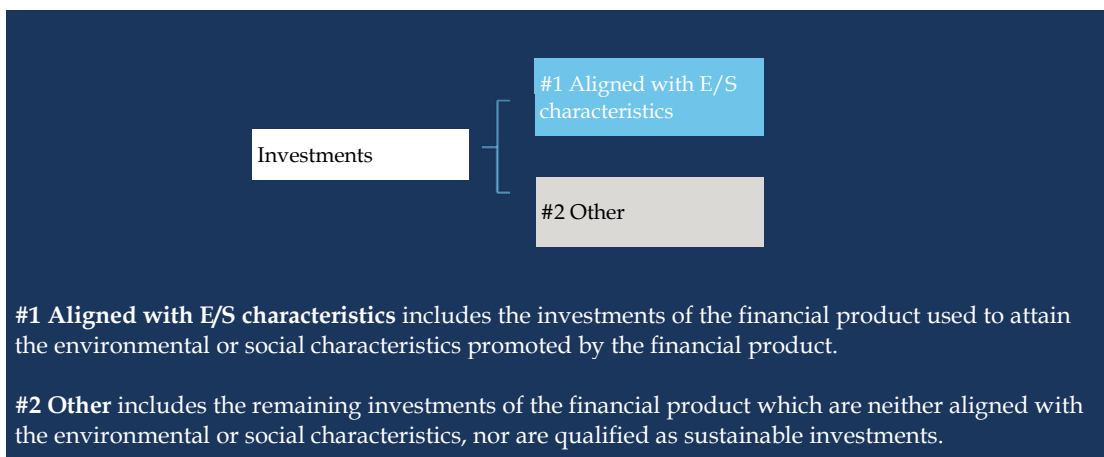 #1 Aligned with E/S
characteristics
Investments
#2 Other
#1 Aligned with E/S characteristics includes the investments of the financial product used to attain
the environmental or social characteristics promoted by the financial product.
#2 Other includes the remaining investments of the financial product which are neither aligned with
the environmental or social characteristics, nor are qualified as sustainable investments.